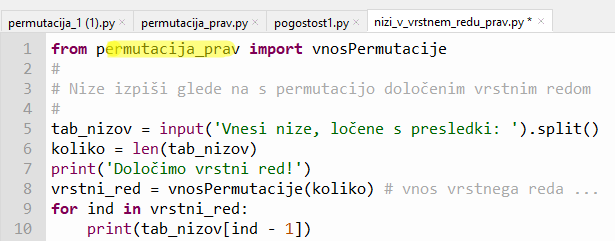 permutacija_1 (1).py × permutacija_prav.py × pogostost1.py × nizi_v_vrstnem_redu_prav.py * ×
1 from permutacija_prav import vnosPermutacije
2 #
3 # Nize izpiši glede na s permutacijo določenim vrstnim redom
4 #
5 tab_nizov = input('Vnesi nize, ločene s presledki: ').split()
6 koliko = len(tab_nizov)
7 print('Določimo vrstni red!')
8 vrstni_red = vnosPermutacije(koliko) # vnos vrstnega reda ...
9 for ind in vrstni_red:
10     print(tab_nizov[ind - 1])